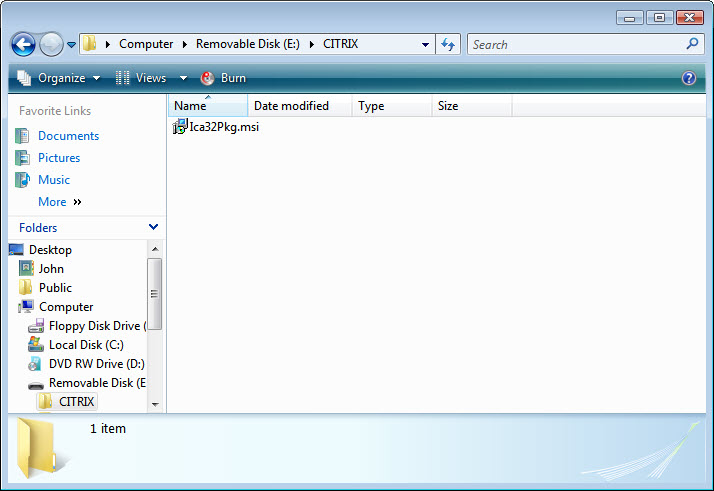 Computer Removable Disk (E:) CITRIX Search
Organize Views Burn
Favorite Links
Documents
Pictures
Music
More
Folders
Desktop
John
Public
Computer
Floppy Disk Drive (
Local Disk (C:)
DVD RW Drive (D:)
Removable Disk (E
CITRIX
Name Date modified Type Size
Ica32Pkg.msi
1 item